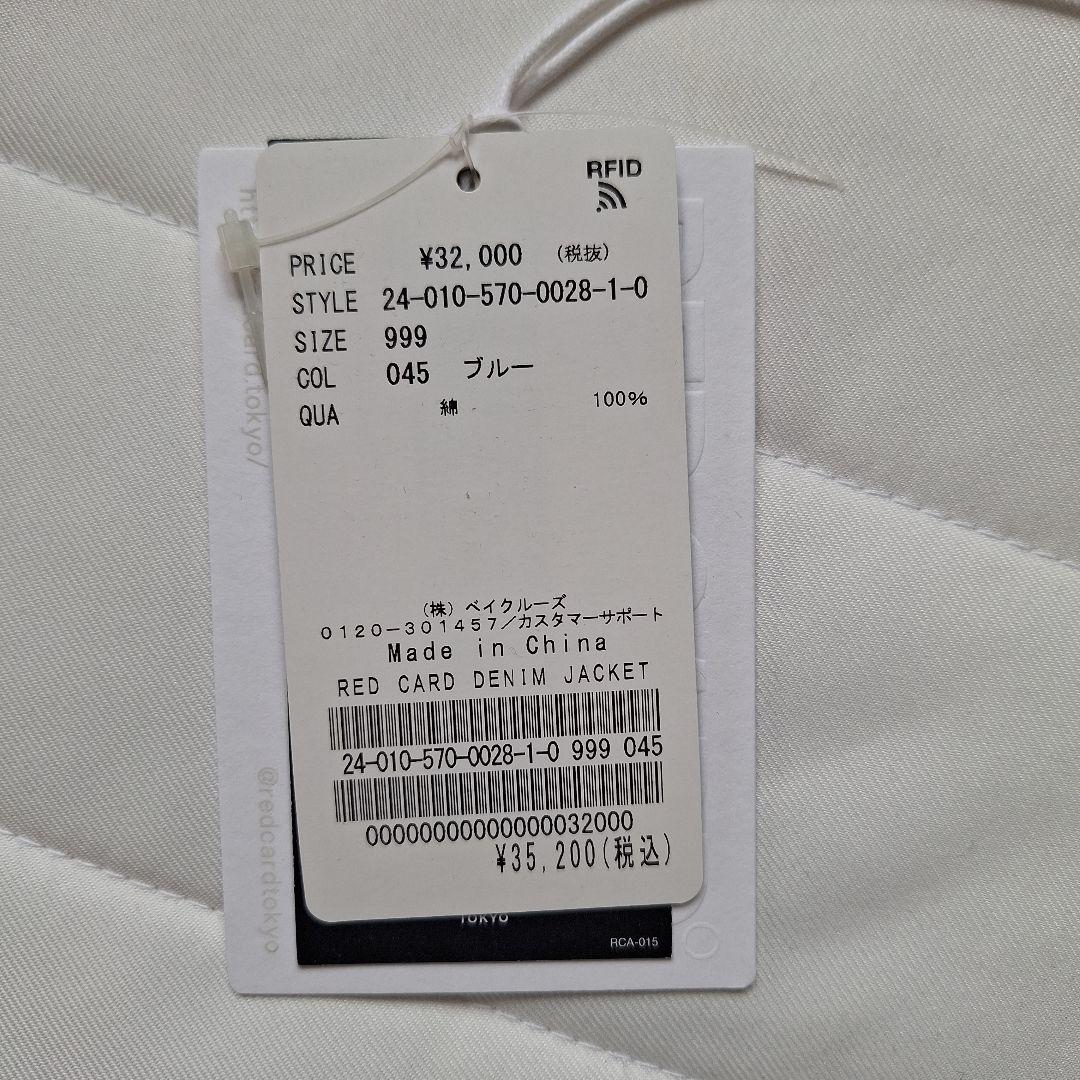 RFID
PRICE ¥32,000 (税抜)
STYLE 24-010-570-0028-1-0
SIZE 999
COL 045 ブルー
QUA 綿 100%
(株) ベイクルーズ
0120-301457/カスタマーサポート
Made in China
RED CARD DENIM JACKET
24-010-570-0028-1-0 999 045
00000000000000032000
¥35,200(税込)
TOKYO
RCA-015
card.tokyo/
@redcardtokyo